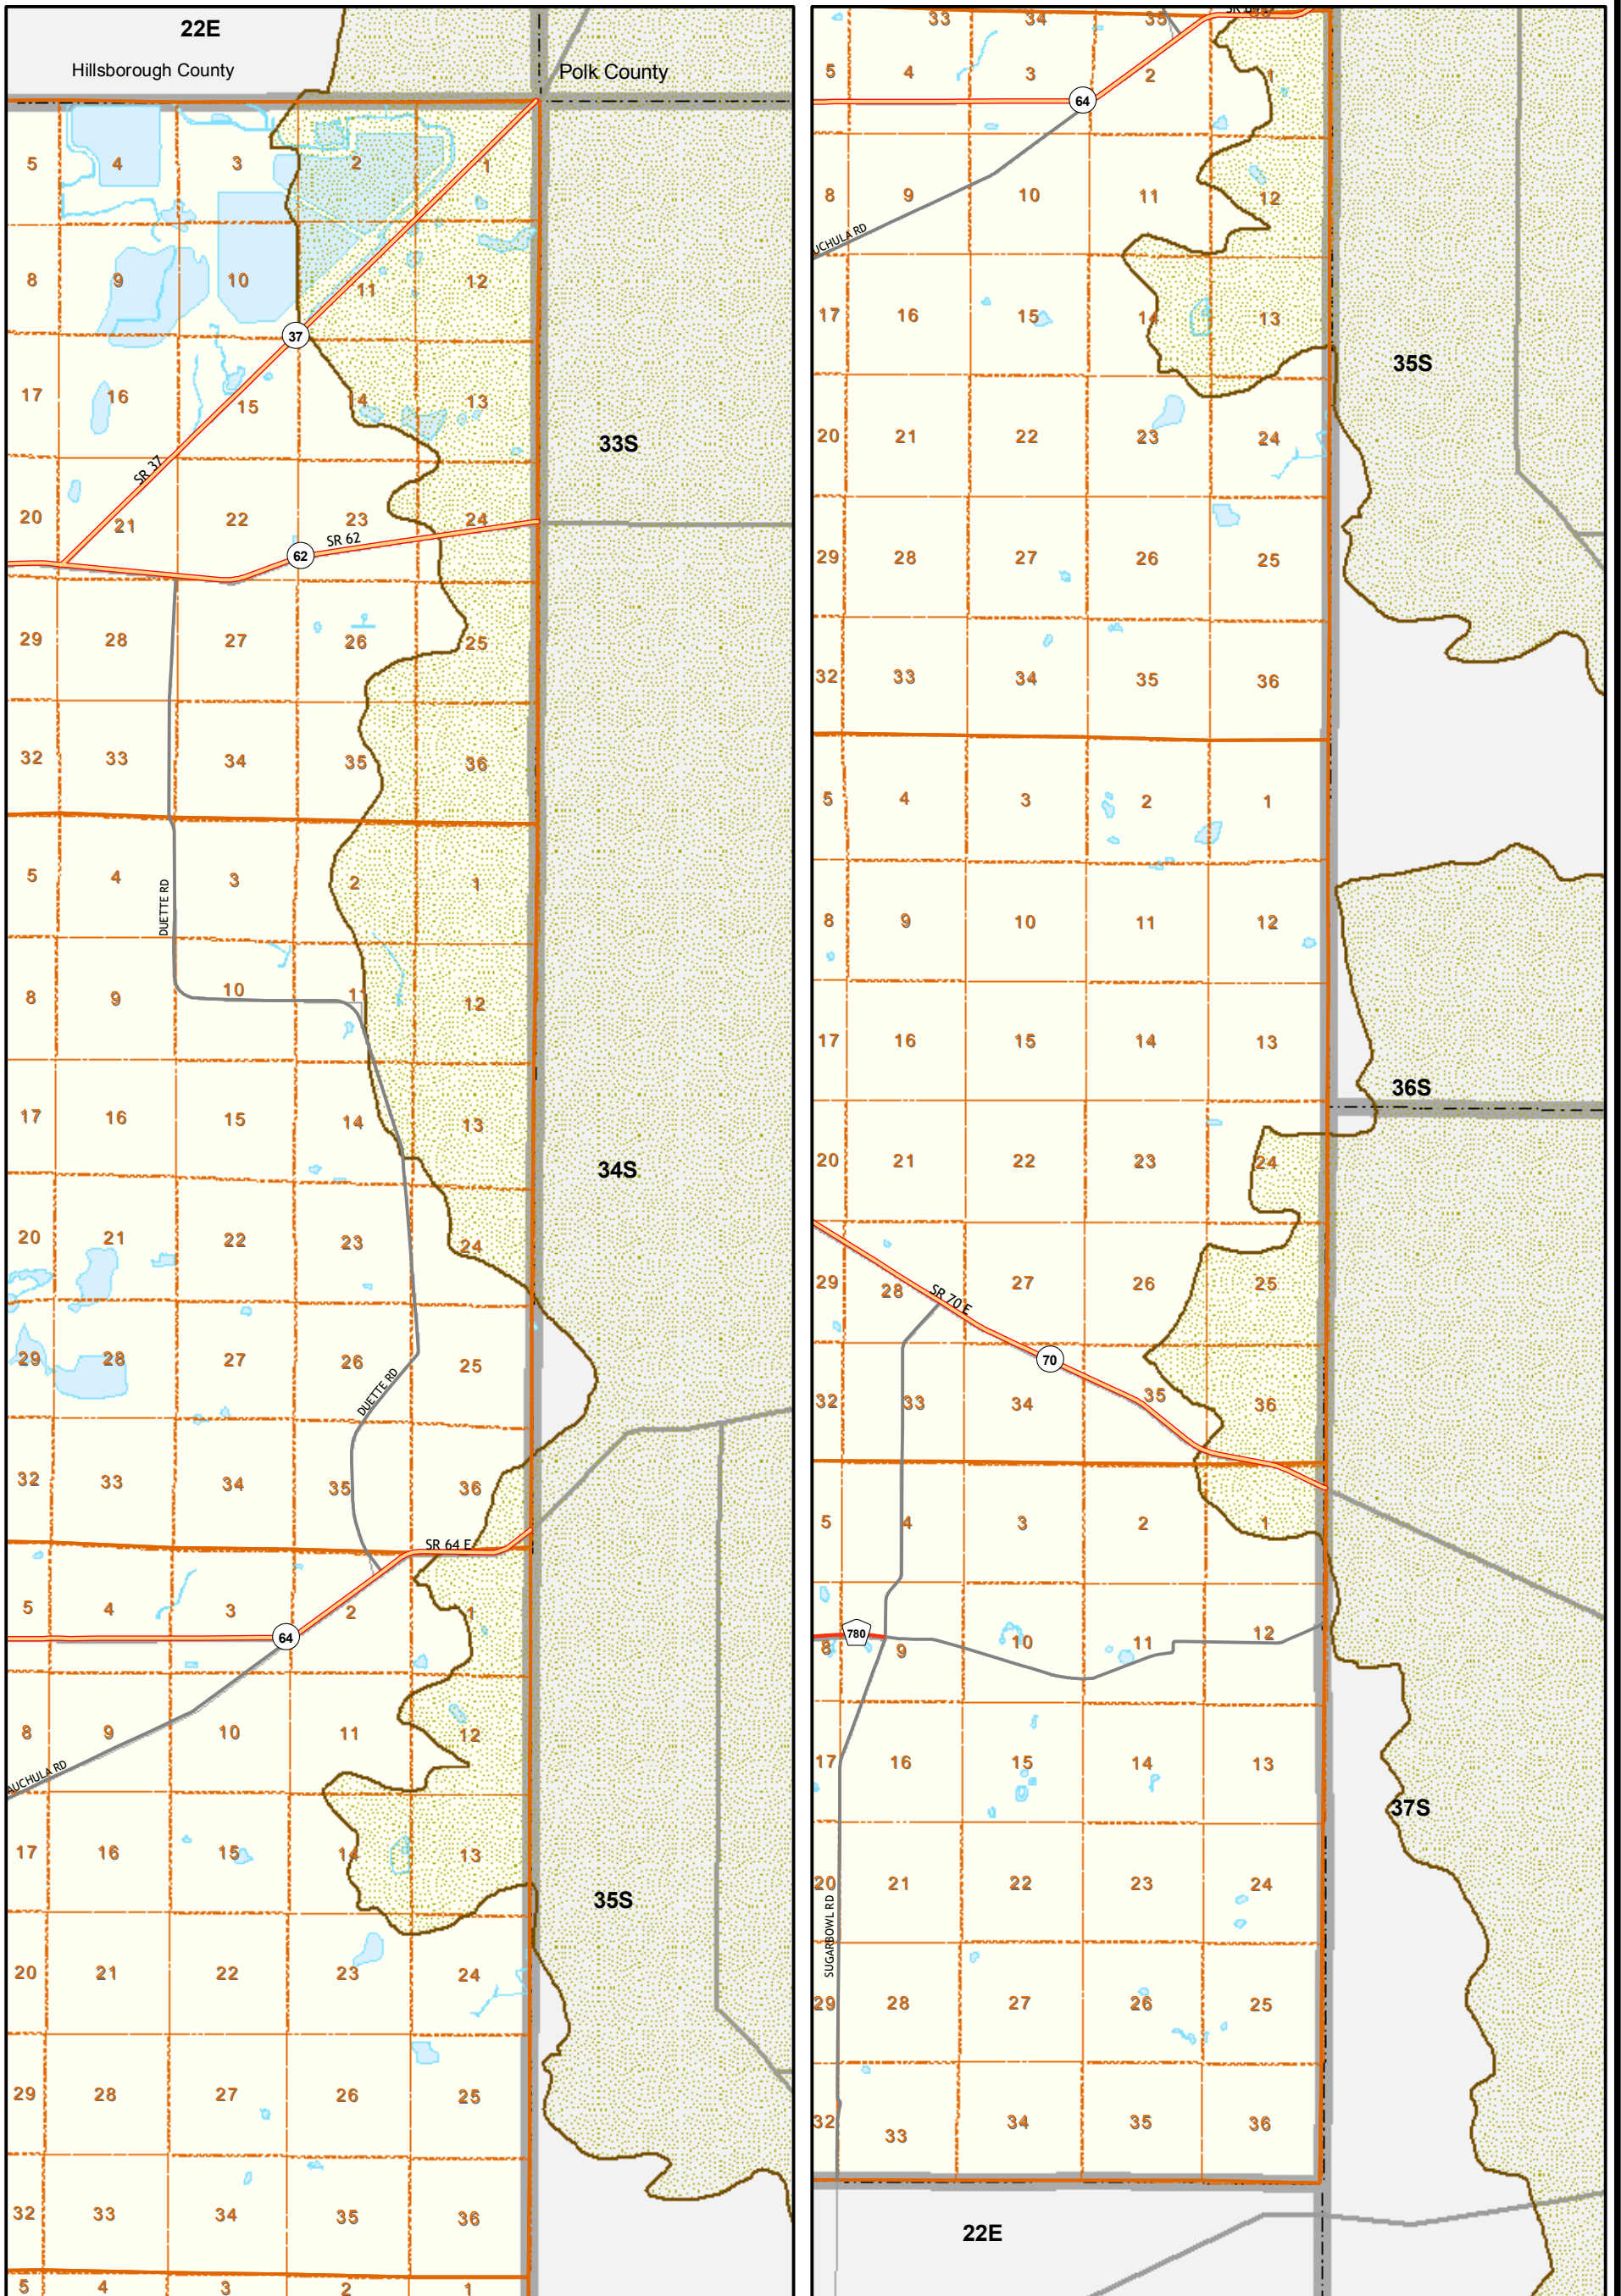 22E
Hillsborough County
Polk County
5 4 3 2 1
8 9 10 11 12
37
17 16 15 14 13
33S
SR 37
20 21 22 23 24
SR 62
62
29 28 27 26 25
32 33 34 35 36
5 4 3 2 1
DUETTE RD
8 9 10 11 12
17 16 15 14 13
34S
20 21 22 23 24
29 28 27 26 25
DUETTE RD
32 33 34 35 36
SR 64 E
5 4 3 2 1
64
8 9 10 11 12
AUCHULA RD
17 16 15 14 13
35S
20 21 22 23 24
29 28 27 26 25
32 33 34 35 36
5 4 3 2 1
33 34 35
5 4 3 2 1
64
8 9 10 11 12
UCHULA RD
17 16 15 14 13
35S
20 21 22 23 24
29 28 27 26 25
32 33 34 35 36
5 4 3 2 1
8 9 10 11 12
17 16 15 14 13
36S
20 21 22 23 24
29 28 27 26 25
SR 70 E
70
32 33 34 35 36
5 4 3 2 1
780
8 9 10 11 12
17 16 15 14 13
37S
20 21 22 23 24
SUGARBOWL RD
29 28 27 26 25
32 33 34 35 36
22E